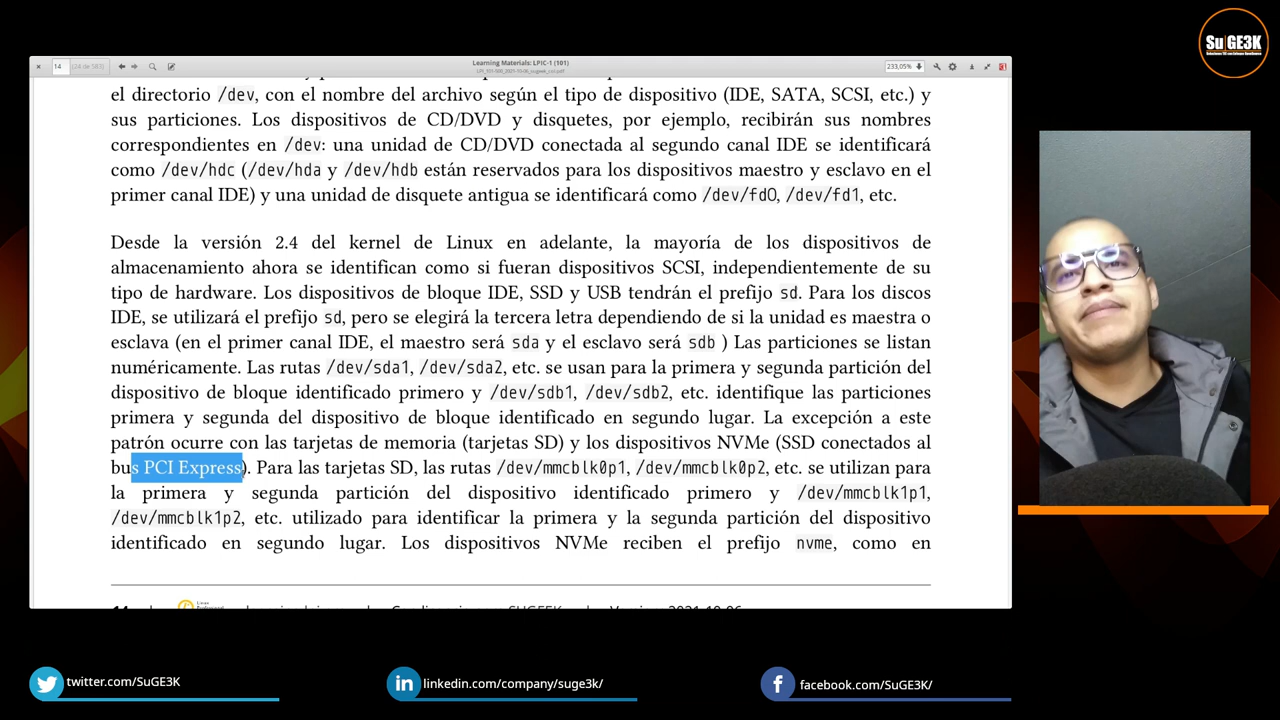 SuGE3K
14 (24 de 583)
Learning Materials: LPIC-1 (101)
233,05%
el directorio /dev, con el nombre del archivo según el tipo de dispositivo (IDE, SATA, SCSI, etc.) y
sus particiones. Los dispositivos de CD/DVD y disquetes, por ejemplo, recibirán sus nombres
correspondientes en /dev: una unidad de CD/DVD conectada al segundo canal IDE se identificará
como /dev/hdc (/dev/hda y /dev/hdb están reservados para los dispositivos maestro y esclavo en el
primer canal IDE) y una unidad de disquete antigua se identificará como /dev/fd0, /dev/fd1, etc.
Desde la versión 2.4 del kernel de Linux en adelante, la mayoría de los dispositivos de
almacenamiento ahora se identifican como si fueran dispositivos SCSI, independientemente de su
tipo de hardware. Los dispositivos de bloque IDE, SSD y USB tendrán el prefijo sd. Para los discos
IDE, se utilizará el prefijo sd, pero se elegirá la tercera letra dependiendo de si la unidad es maestra o
esclava (en el primer canal IDE, el maestro será sda y el esclavo será sdb ) Las particiones se listan
numéricamente. Las rutas /dev/sda1, /dev/sda2, etc. se usan para la primera y segunda partición del
dispositivo de bloque identificado primero y /dev/sdb1, /dev/sdb2, etc. identifique las particiones
primera y segunda del dispositivo de bloque identificado en segundo lugar. La excepción a este
patrón ocurre con las tarjetas de memoria (tarjetas SD) y los dispositivos NVMe (SSD conectados al
bus PCI Express). Para las tarjetas SD, las rutas /dev/mmcblk0p1, /dev/mmcblk0p2, etc. se utilizan para
la primera y segunda partición del dispositivo identificado primero y /dev/mmcblk1p1,
/dev/mmcblk1p2, etc. utilizado para identificar la primera y la segunda partición del dispositivo
identificado en segundo lugar. Los dispositivos NVMe reciben el prefijo nvme, como en
twitter.com/SuGE3K
linkedin.com/company/suge3k/
facebook.com/SuGE3K/